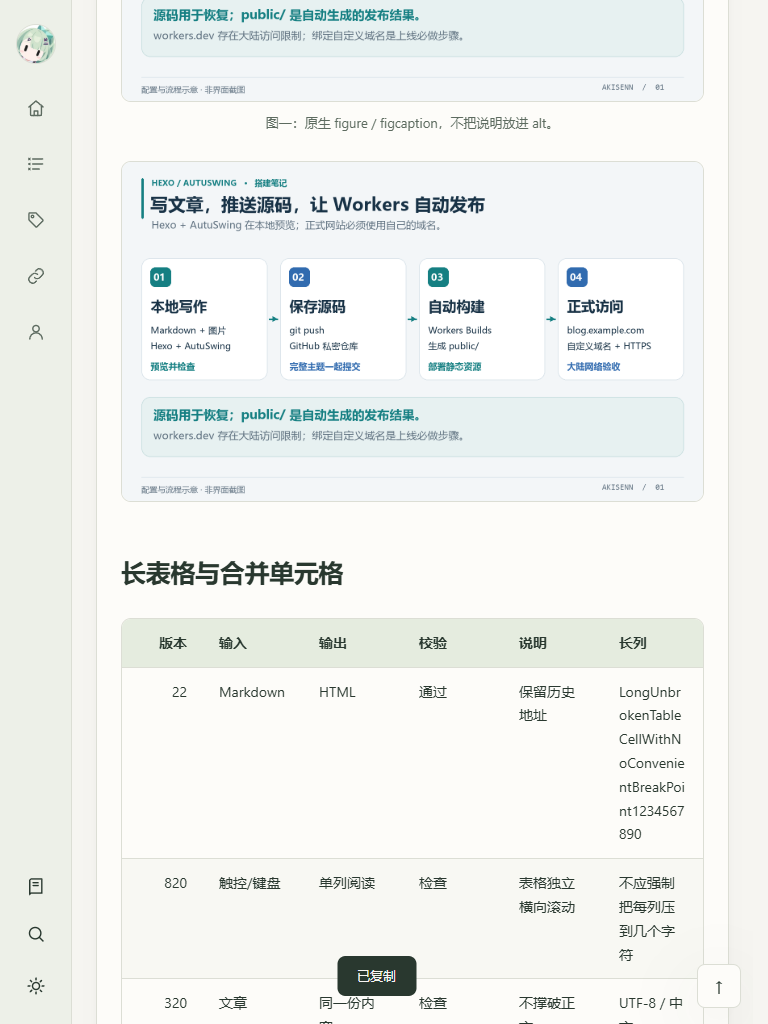 源码用于恢复；public/ 是自动生成的发布结果。
workers.dev 存在大陆访问限制；绑定自定义域名是上线必做步骤。
配置与流程示意 · 非界面截图
AKISENN / 01
图一：原生 figure / figcaption，不把说明放进 alt。
HEXO / AUTUSWING • 搭建笔记
写文章，推送源码，让 Workers 自动发布
Hexo + AutuSwing 在本地预览；正式网站必须使用自己的域名。
01
本地写作
Markdown + 图片
Hexo + AutuSwing
预览并检查
02
保存源码
git push
GitHub 私密仓库
完整主题一起提交
03
自动构建
Workers Builds
生成 public/
部署静态资源
04
正式访问
blog.example.com
自定义域名 + HTTPS
大陆网络验收
源码用于恢复；public/ 是自动生成的发布结果。
workers.dev 存在大陆访问限制；绑定自定义域名是上线必做步骤。
配置与流程示意 · 非界面截图
AKISENN / 01
长表格与合并单元格
版本 输入 输出 校验 说明 长列
22 Markdown HTML 通过 保留历史 LongUnbr
地址 okenTable
CellWithN
oConvenie
ntBreakPoi
nt1234567
890
820 触控/键盘 单列阅读 检查 表格独立 不应强制
横向滚动 把每列压
到几个字
符
已复制
320 文章 同一份内 检查 不撑破正 UTF-8 / 中